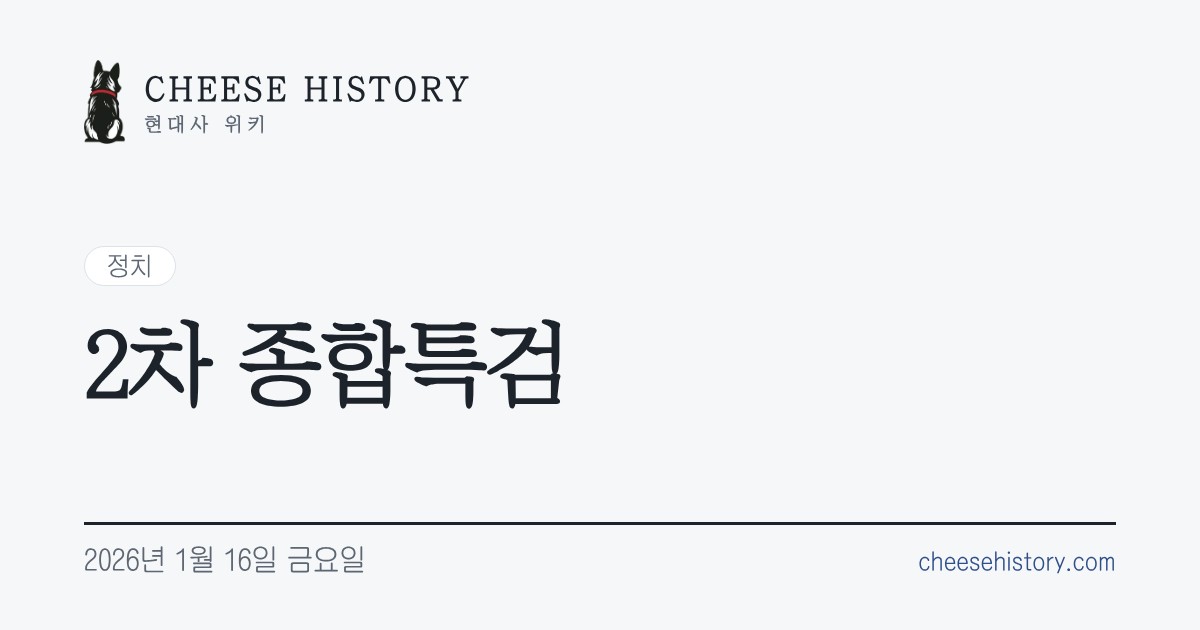 CHEESE HISTORY
현대사 위키
정치
2차 종합특검
2026년 1월 16일 금요일
cheesehistory.com